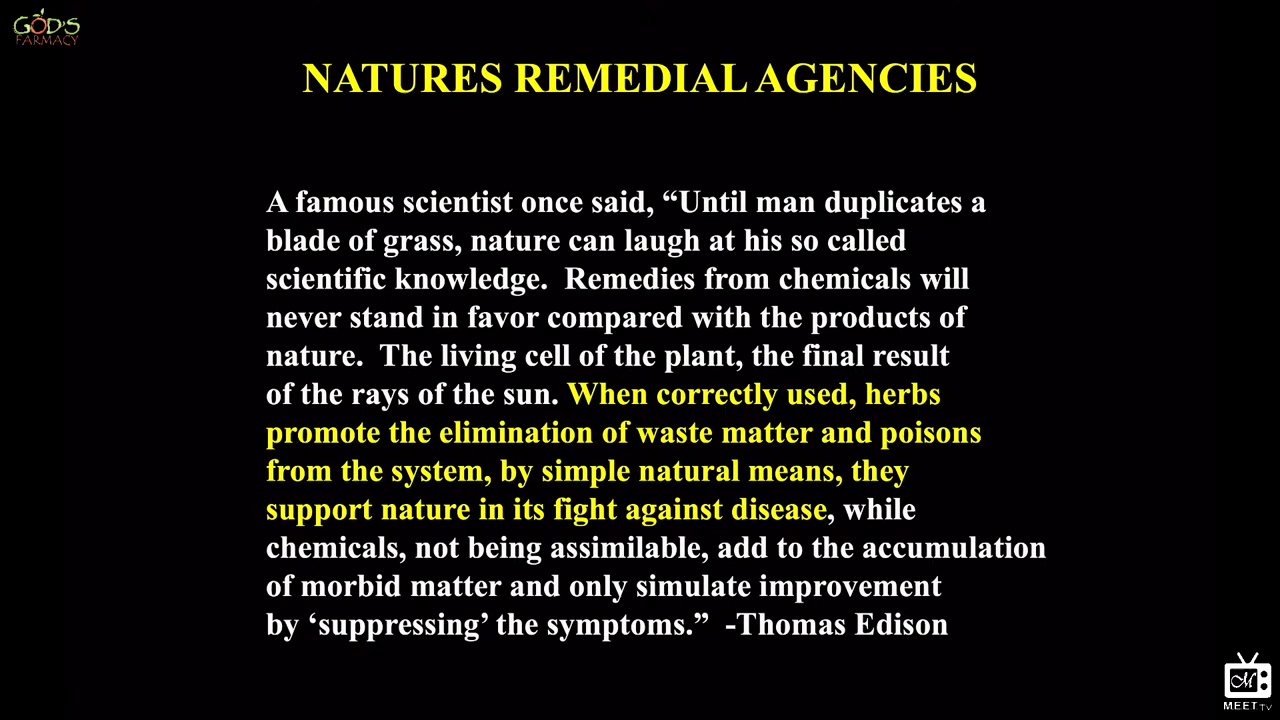 GOD'S
FARMACY
NATURES REMEDIAL AGENCIES
A famous scientist once said, “Until man duplicates a
blade of grass, nature can laugh at his so called
scientific knowledge.  Remedies from chemicals will
never stand in favor compared with the products of
nature.  The living cell of the plant, the final result
of the rays of the sun. When correctly used, herbs
promote the elimination of waste matter and poisons
from the system, by simple natural means, they
support nature in its fight against disease, while
chemicals, not being assimilable, add to the accumulation
of morbid matter and only simulate improvement
by ‘suppressing’ the symptoms.”  -Thomas Edison
M
MEET TV